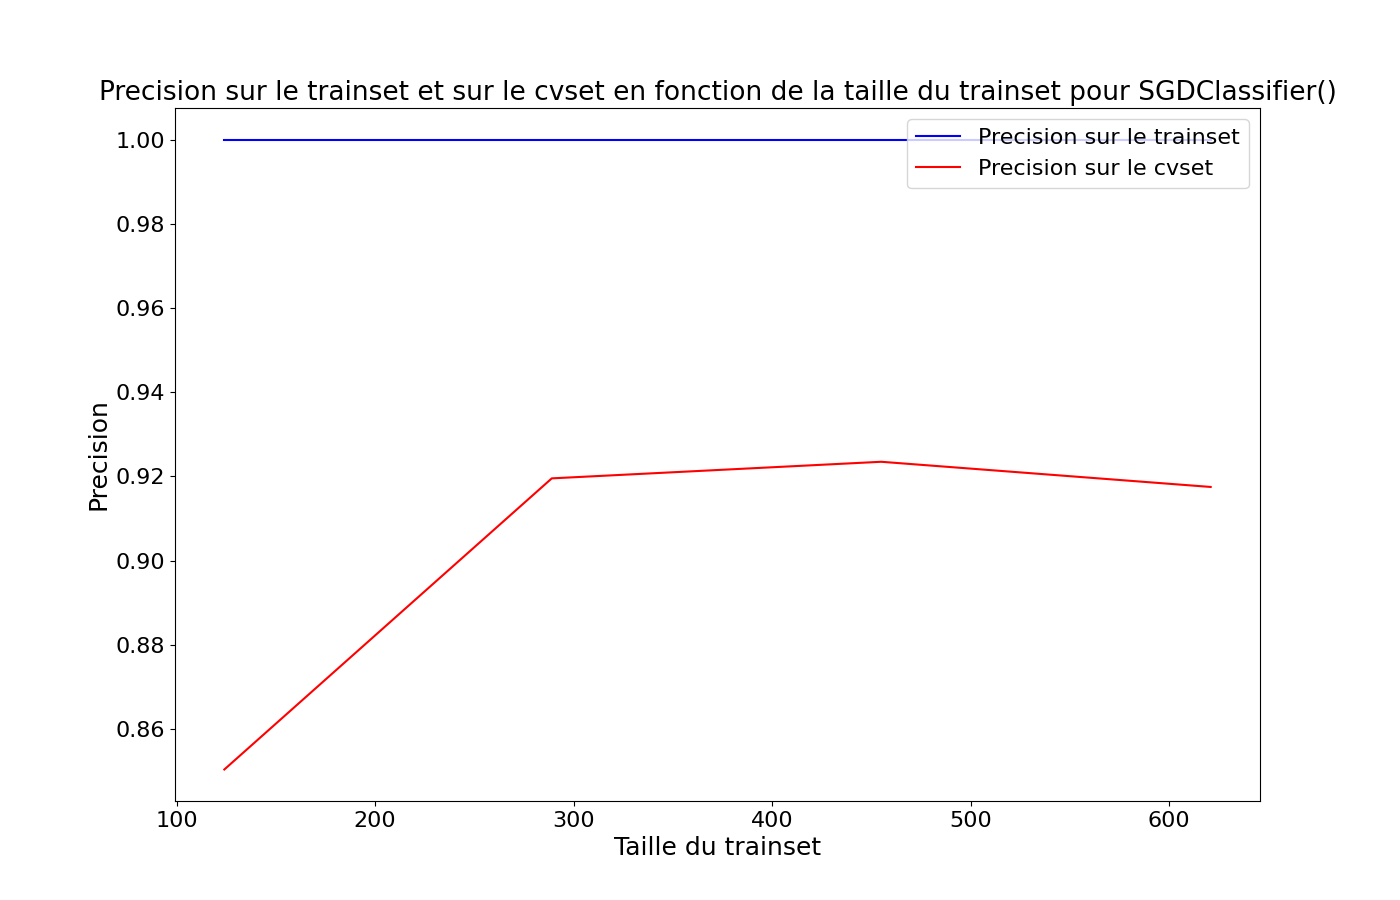 Precision sur le trainset et sur le cvset en fonction de la taille du trainset pour SGDClassifier()
Precision sur le trainset
Precision sur le cvset
1.00
0.98
0.96
0.94
0.92
0.90
0.88
0.86
Precision
100 200 300 400 500 600
Taille du trainset